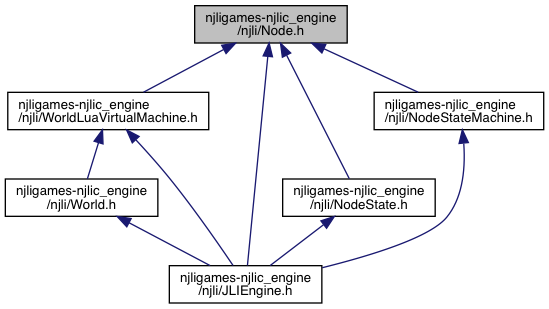 njligames-njlic_engine
/njli/Node.h
njligames-njlic_engine
/njli/WorldLuaVirtualMachine.h
njligames-njlic_engine
/njli/NodeStateMachine.h
njligames-njlic_engine
/njli/World.h
njligames-njlic_engine
/njli/NodeState.h
njligames-njlic_engine
/njli/JLIEngine.h